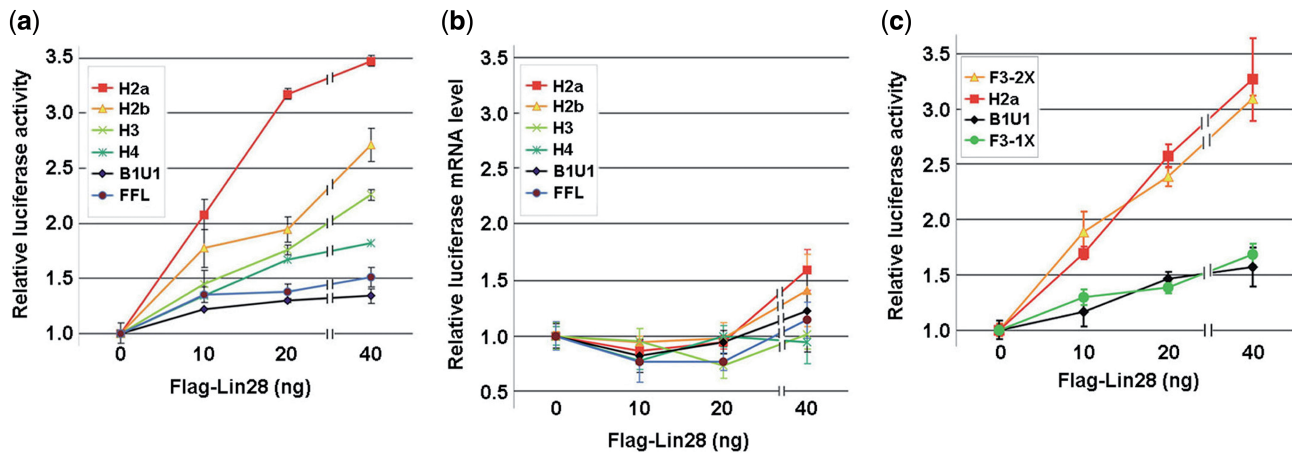 (a)
Relative luciferase activity
3.5
3.0
2.5
2.0
1.5
1.0
H2a
H2b
H3
H4
B1U1
FFL
0 10 20 40
Flag-Lin28 (ng)
(b)
Relative luciferase mRNA level
3.5
3.0
2.5
2.0
1.5
1.0
0.5
H2a
H2b
H3
H4
B1U1
FFL
0 10 20 40
Flag-Lin28 (ng)
(c)
Relative luciferase activity
3.5
3.0
2.5
2.0
1.5
1.0
F3-2X
H2a
B1U1
F3-1X
0 10 20 40
Flag-Lin28 (ng)